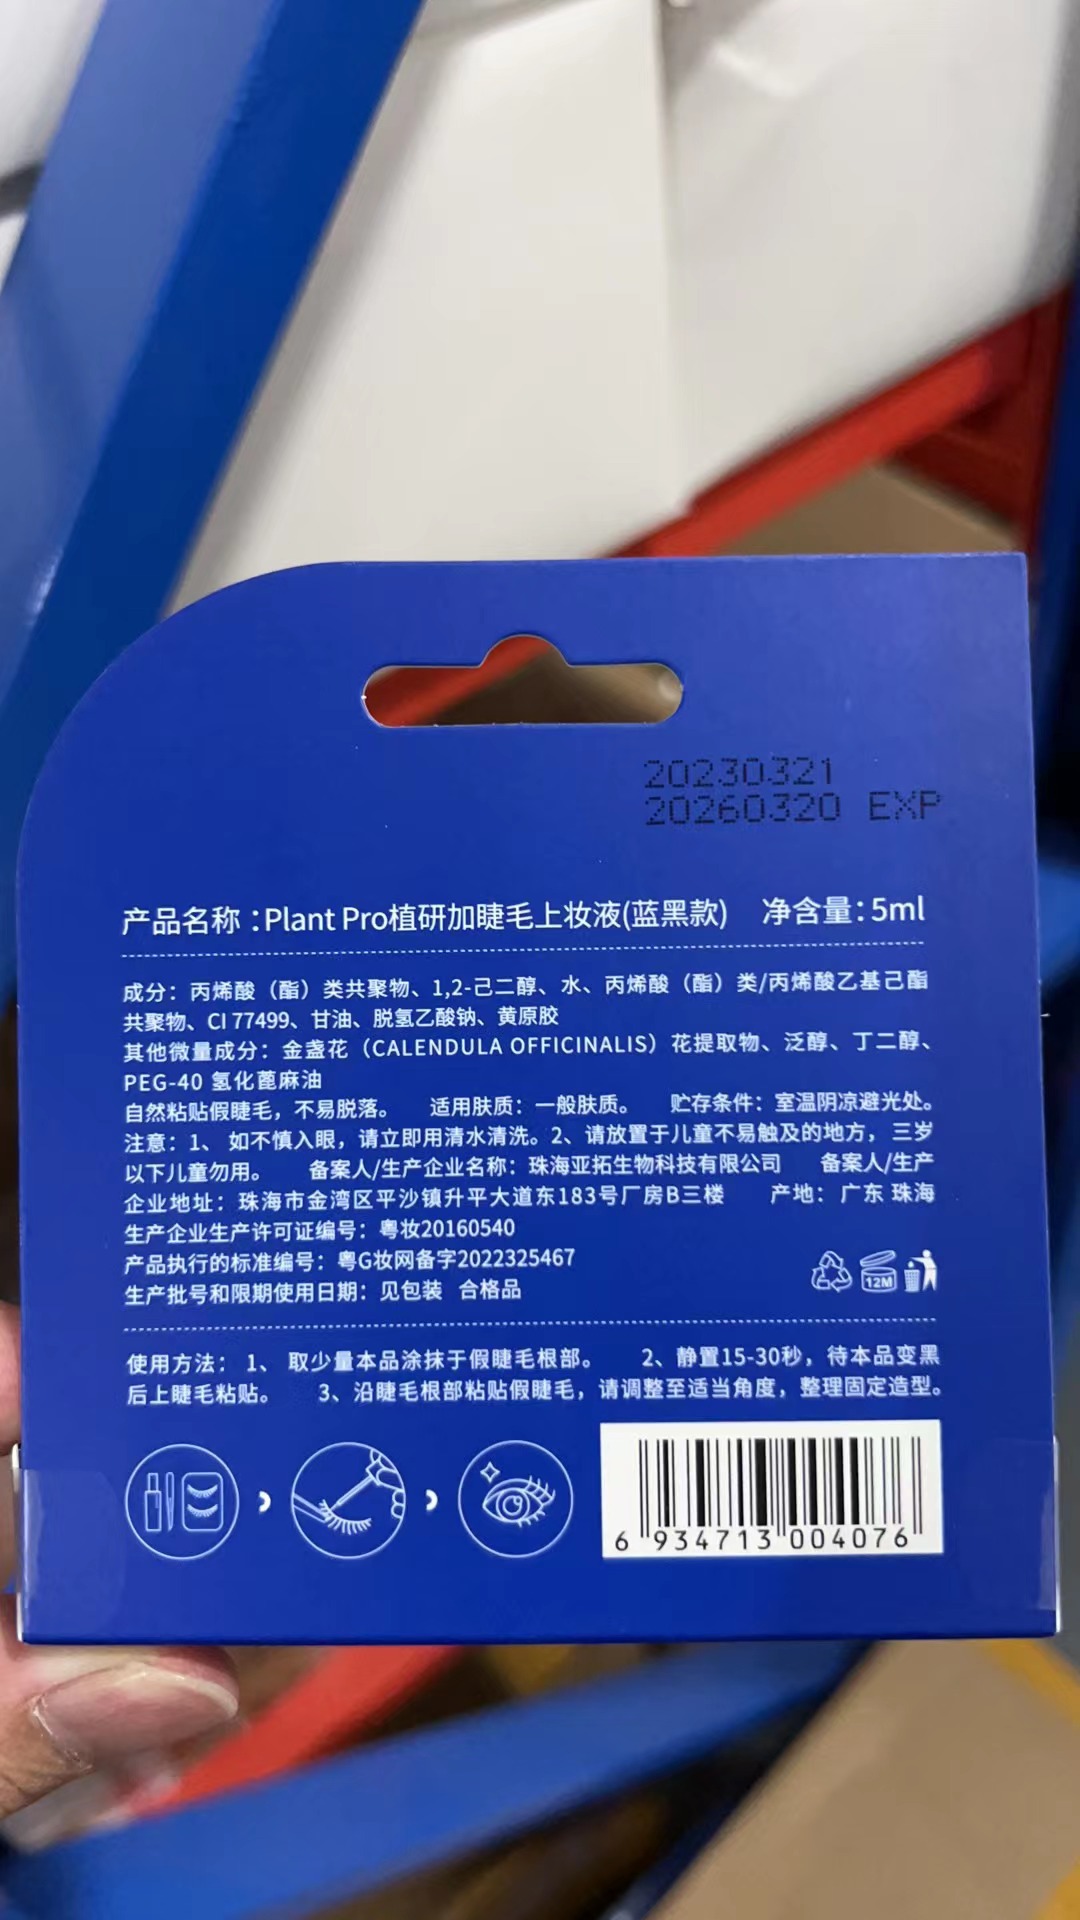 20230321
20260320 EXP
产品名称：Plant Pro植研加睫毛上妆液(蓝黑款) 净含量：5ml
成分：丙烯酸（酯）类共聚物、1,2-己二醇、水、丙烯酸（酯）类/丙烯酸乙基己酯
共聚物、CI 77499、甘油、脱氢乙酸钠、黄原胶
其他微量成分：金盏花（CALENDULA OFFICINALIS）花提取物、泛醇、丁二醇、
PEG-40 氢化蓖麻油
自然粘贴假睫毛，不易脱落。 适用肤质：一般肤质。 贮存条件：室温阴凉避光处。
注意：1、 如不慎入眼，请立即用清水清洗。2、请放置于儿童不易触及的地方，三岁
以下儿童勿用。 备案人/生产企业名称：珠海亚拓生物科技有限公司 备案人/生产
企业地址：珠海市金湾区平沙镇升平大道东183号厂房B三楼 产地：广东 珠海
生产企业生产许可证编号：粤妆20160540
产品执行的标准编号：粤G妆网备字2022325467
生产批号和限期使用日期：见包装 合格品
12M
使用方法：1、 取少量本品涂抹于假睫毛根部。 2、静置15-30秒，待本品变黑
后上睫毛粘贴。 3、沿睫毛根部粘贴假睫毛，请调整至适当角度，整理固定造型。
6 934713 004076